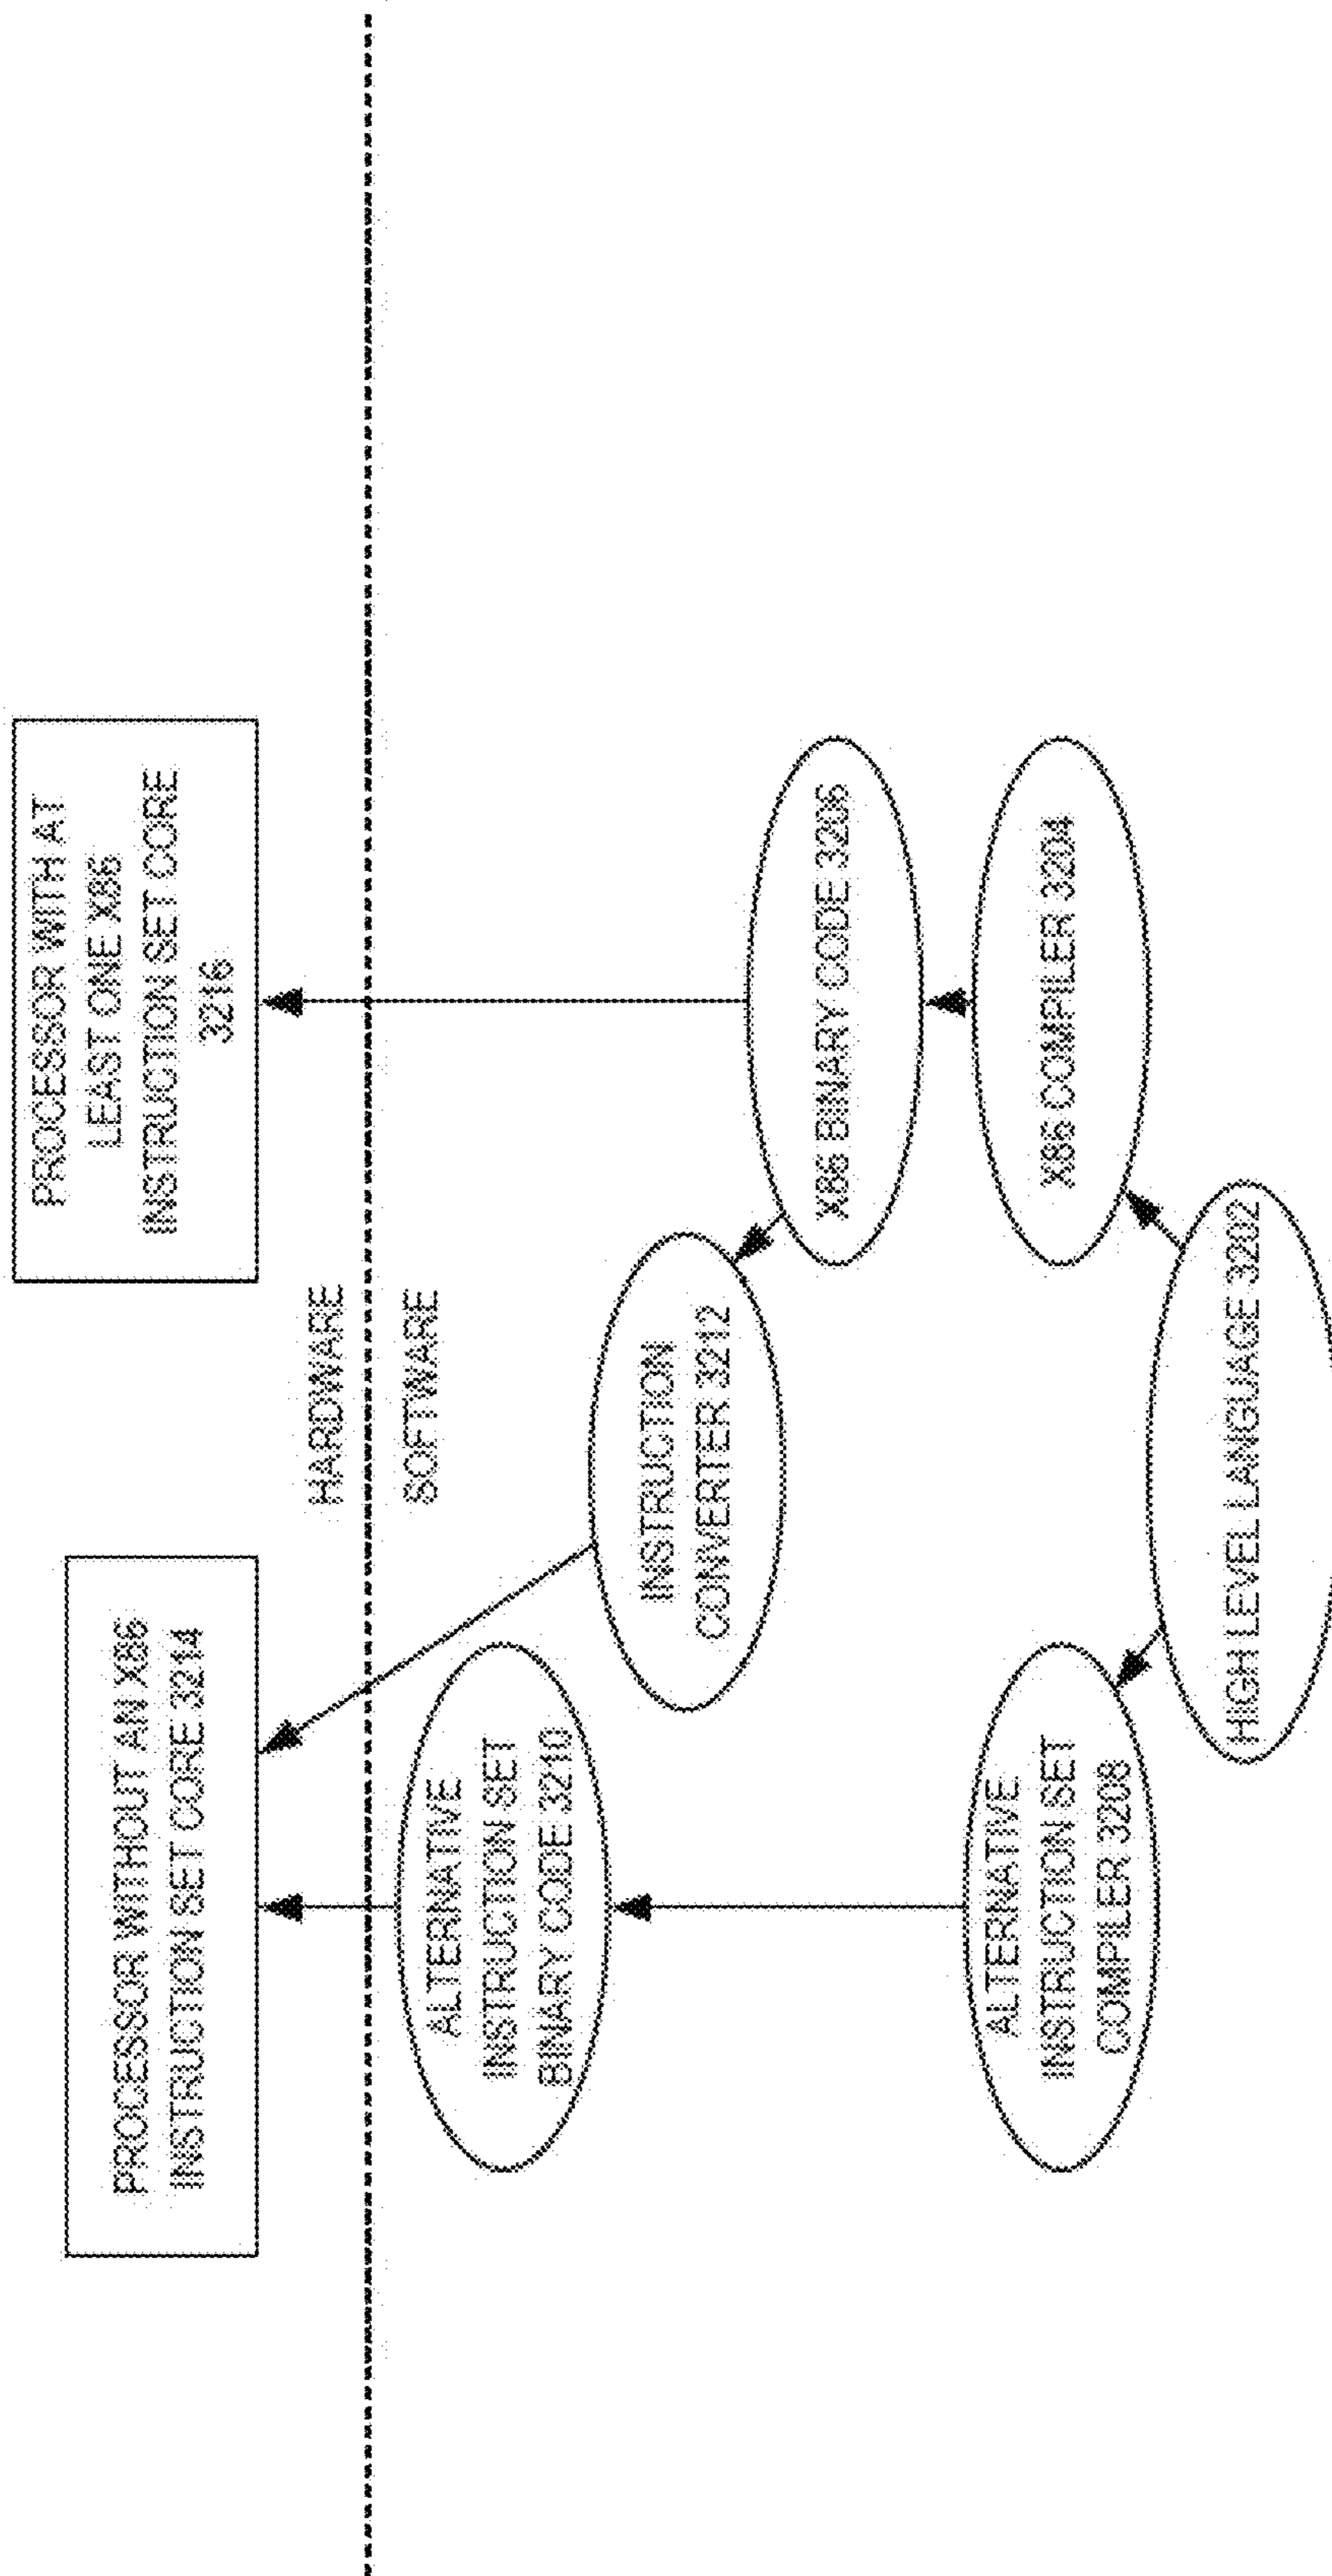 PROCESSOR WITHOUT AN X86
INSTRUCTION SET CORE 3214
PROCESSOR WITH AT
LEAST ONE X86
INSTRUCTION SET CORE
3216
HARDWARE
SOFTWARE
ALTERNATIVE
INSTRUCTION SET
BINARY CODE 3210
INSTRUCTION
CONVERTER 3212
X86 BINARY CODE 3206
ALTERNATIVE
INSTRUCTION SET
COMPILER 3208
X86 COMPILER 3204
HIGH LEVEL LANGUAGE 3202